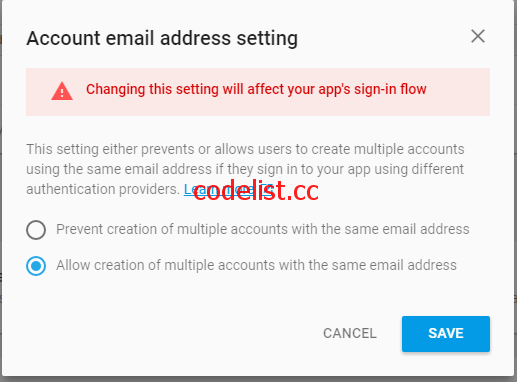 Account email address setting
Changing this setting will affect your app's sign-in flow
This setting either prevents or allows users to create multiple accounts
using the same email address if they sign in to your app using different
authentication providers. Learn more
codelist.cc
Prevent creation of multiple accounts with the same email address
Allow creation of multiple accounts with the same email address
CANCEL
SAVE